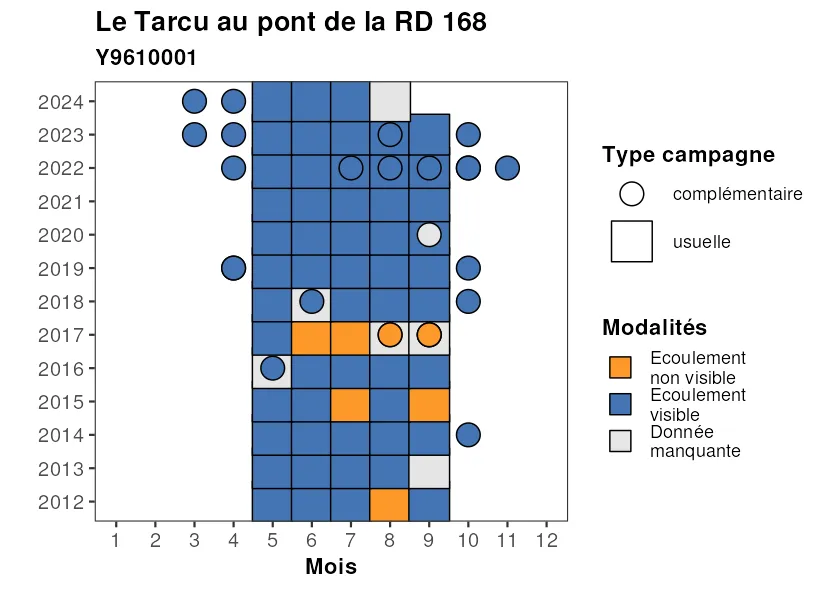 Le Tarcu au pont de la RD 168
Y9610001
2024
2023
2022
2021
2020
2019
2018
2017
2016
2015
2014
2013
2012
1 2 3 4 5 6 7 8 9 10 11 12
Mois
Type campagne
complémentaire
usuelle
Modalités
Ecoulement
non visible
Ecoulement
visible
Donnée
manquante